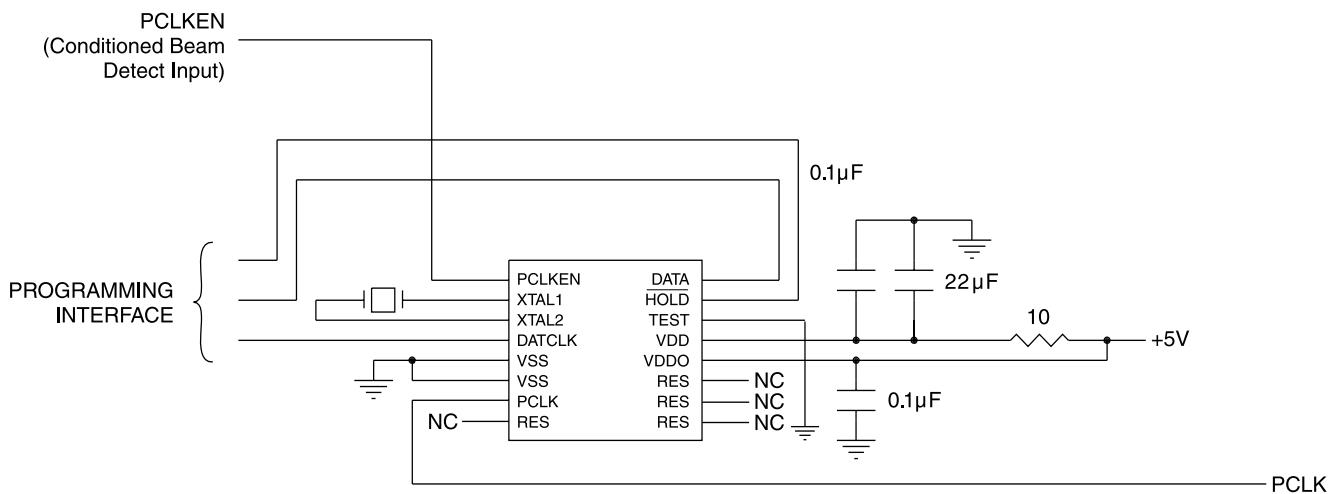 PCLKEN
(Conditioned Beam
Detect Input)
0.1µF
PROGRAMMING
INTERFACE
PCLKEN
XTAL1
XTAL2
DATCLK
VSS
VSS
PCLK
RES
DATA
HOLD
TEST
VDD
VDDO
RES
RES
RES
NC
NC
NC
NC
22µF
10
+5V
0.1µF
PCLK